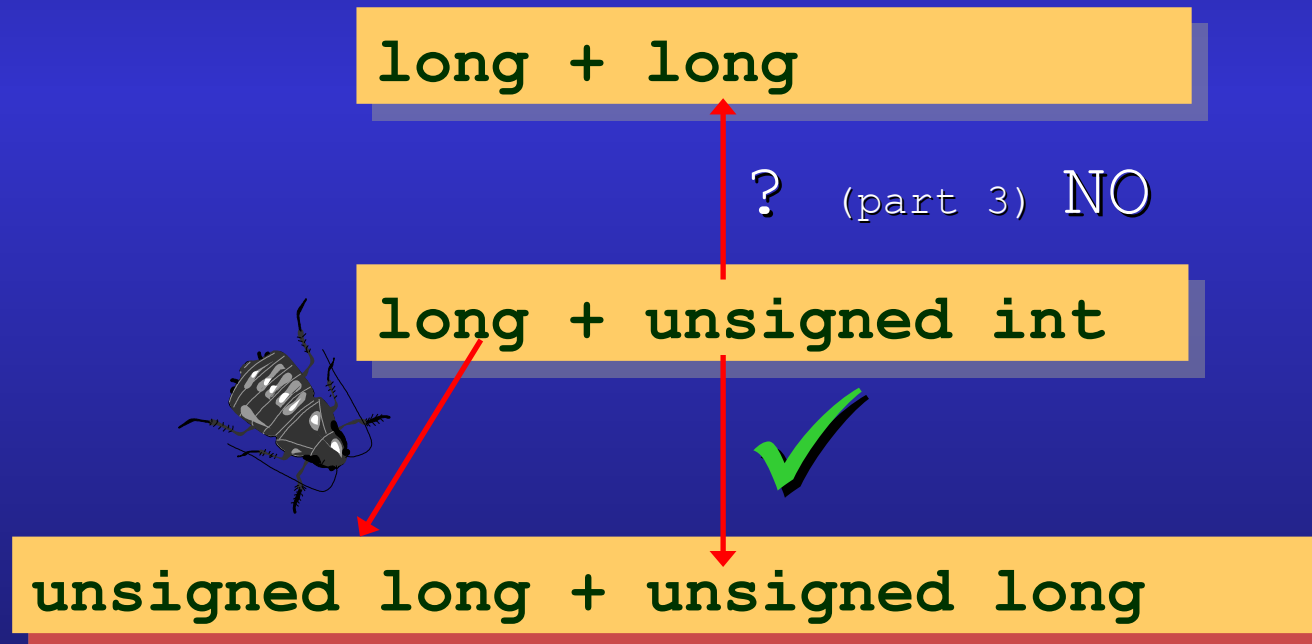 long + long
? (part 3) NO
long + unsigned int
unsigned long + unsigned long